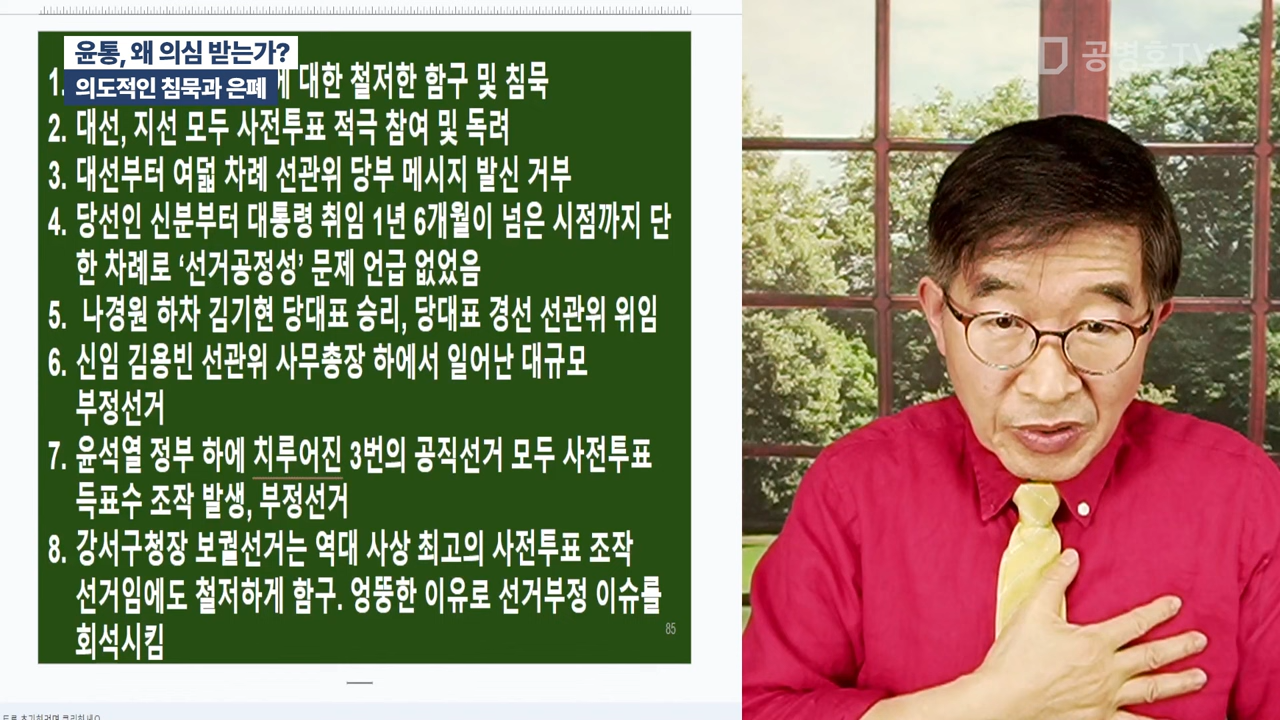 윤통, 왜 의심 받는가?
의도적인 침묵과 은폐
1. 대한 철저한 함구 및 침묵
2. 대선, 지선 모두 사전투표 적극 참여 및 독려
3. 대선부터 여덟 차례 선관위 당부 메시지 발신 거부
4. 당선인 신분부터 대통령 취임 1년 6개월이 넘은 시점까지 단
한 차례로 ‘선거공정성’ 문제 언급 없었음
5. 나경원 하차 김기현 당대표 승리, 당대표 경선 선관위 위임
6. 신임 김용빈 선관위 사무총장 하에서 일어난 대규모
부정선거
7. 윤석열 정부 하에 치루어진 3번의 공직선거 모두 사전투표
득표수 조작 발생, 부정선거
8. 강서구청장 보궐선거는 역대 사상 최고의 사전투표 조작
선거임에도 철저하게 함구. 엉뚱한 이유로 선거부정 이슈를
회석시킴
85
공병호TV